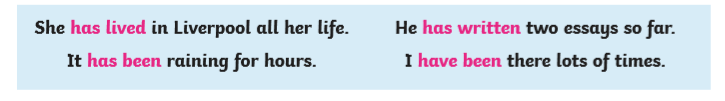 She has lived in Liverpool all her life. He has written two essays so far.
It has been raining for hours. I have been there lots of times.